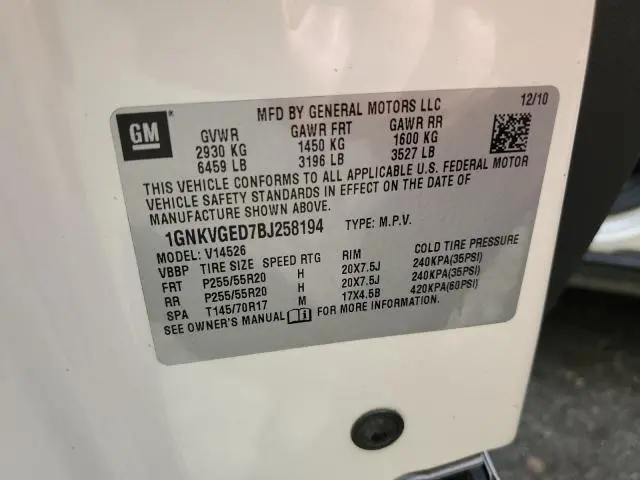 MFD BY GENERAL MOTORS LLC 12/10
GM
GVWR GAWR FRT GAWR RR
2930 KG 1450 KG 1600 KG
6459 LB 3196 LB 3527 LB
THIS VEHICLE CONFORMS TO ALL APPLICABLE U.S. FEDERAL MOTOR
VEHICLE SAFETY STANDARDS IN EFFECT ON THE DATE OF
MANUFACTURE SHOWN ABOVE.
1GNKVGED7BJ258194 TYPE: M.P.V.
MODEL: V14526
VBBP TIRE SIZE SPEED RTG RIM COLD TIRE PRESSURE
FRT P255/55R20 H 20X7.5J 240KPA(35PSI)
RR P255/55R20 H 20X7.5J 240KPA(35PSI)
SPA T145/70R17 M 17X4.5B 420KPA(60PSI)
SEE OWNER'S MANUAL FOR MORE INFORMATION.